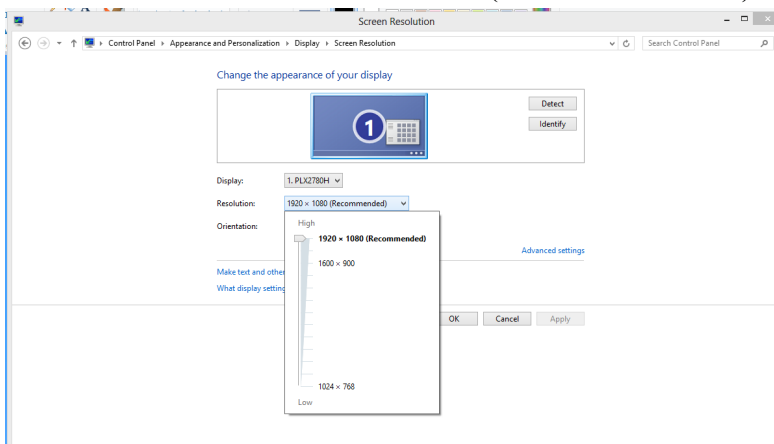 Screen Resolution
Control Panel Appearance and Personalization Display Screen Resolution
Search Control Panel
Change the appearance of your display
1
Detect
Identify
Display: 1. PLX2780H
Resolution: 1920 × 1080 (Recommended)
Orientation:
High
1920 × 1080 (Recommended)
1600 × 900
1024 × 768
Low
Advanced settings
Make text and other
What display setting
OK Cancel Apply